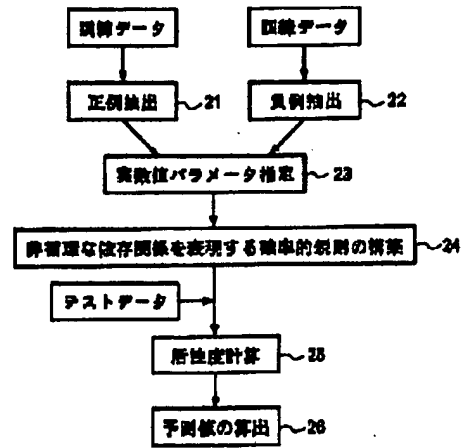 訓練データ
訓練データ
正例抽出
21
負例抽出
22
実数値パラメータ推定
23
非循環な依存関係を表現する確率的規則の構築
24
テストデータ
活性度計算
25
予測値の算出
26